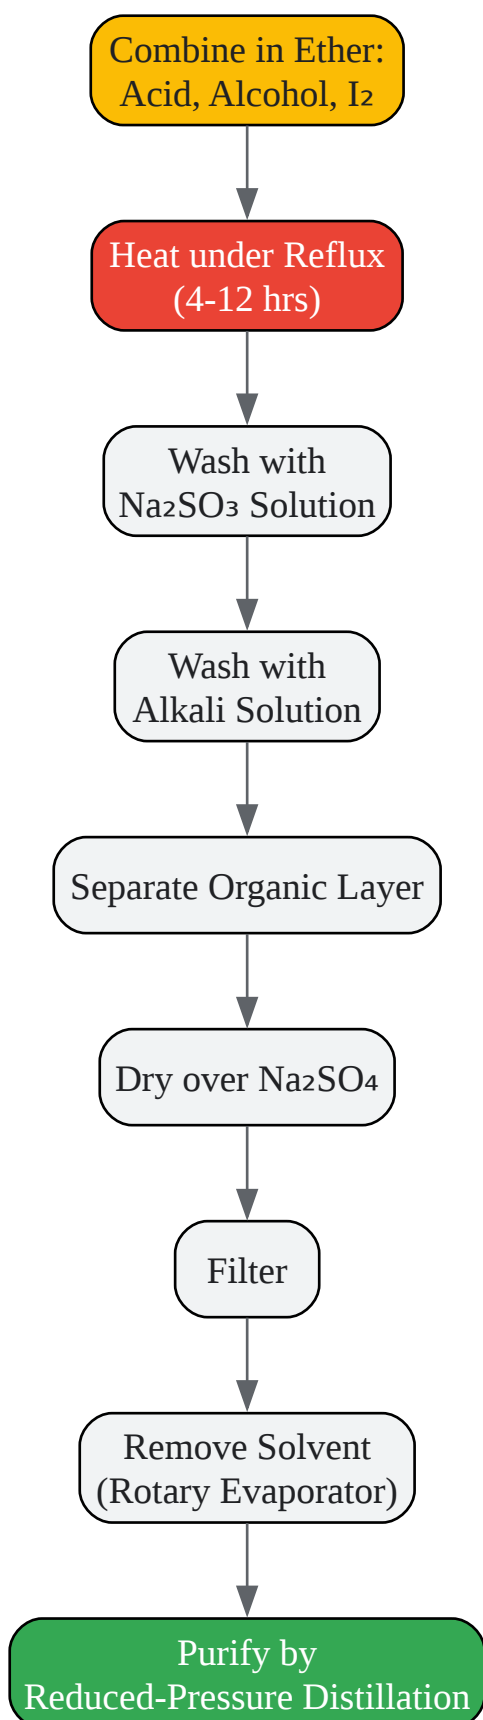 Combine in Ether:
Acid, Alcohol, I₂
Heat under Reflux
(4-12 hrs)
Wash with
Na₂SO₃ Solution
Wash with
Alkali Solution
Separate Organic Layer
Dry over Na₂SO₄
Filter
Remove Solvent
(Rotary Evaporator)
Purify by
Reduced-Pressure Distillation